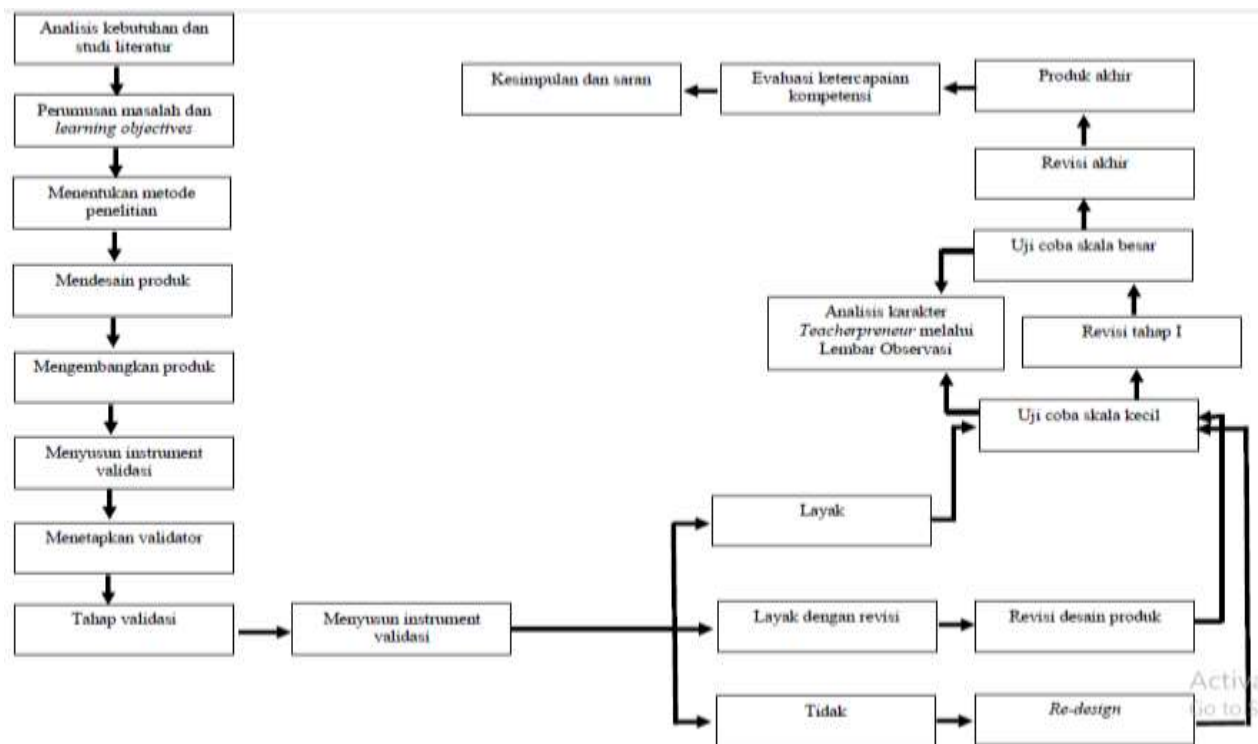 Analisis kebutuhan dan
studi literatur
Perumusan masalah dan
learning objectives
Menentukan metode
penelitian
Mendesain produk
Mengembangkan produk
Menyusun instrument
validasi
Menetapkan validator
Tahap validasi
Menyusun instrument
validasi
Layak
Layak dengan revisi
Tidak
Revisi desain produk
Re-design
Uji coba skala kecil
Revisi tahap I
Analisis karakter
Teacherpreneur melalui
Lembar Observasi
Uji coba skala besar
Revisi akhir
Produk akhir
Evaluasi ketercapaian
kompetensi
Kesimpulan dan saran
Activa
Go to S